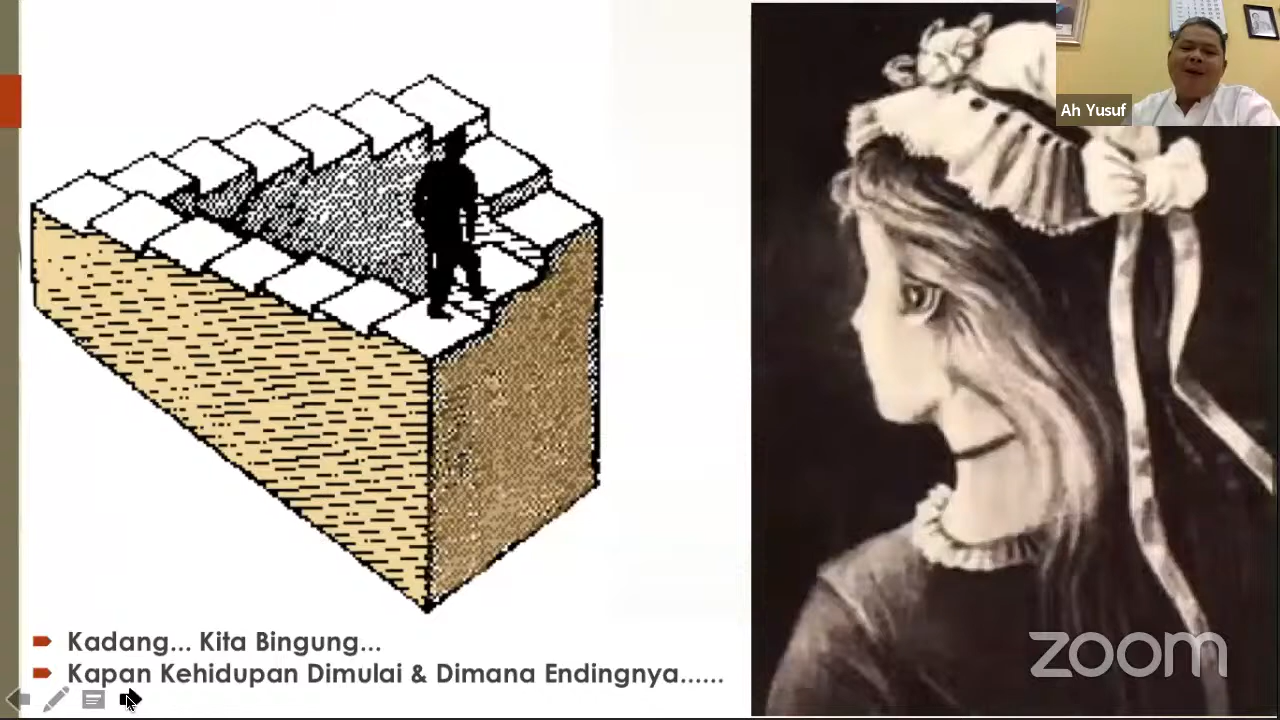 Ah Yusuf
Kadang... Kita Bingung...
Kapan Kehidupan Dimulai & Dimana Endingnya......
zoom